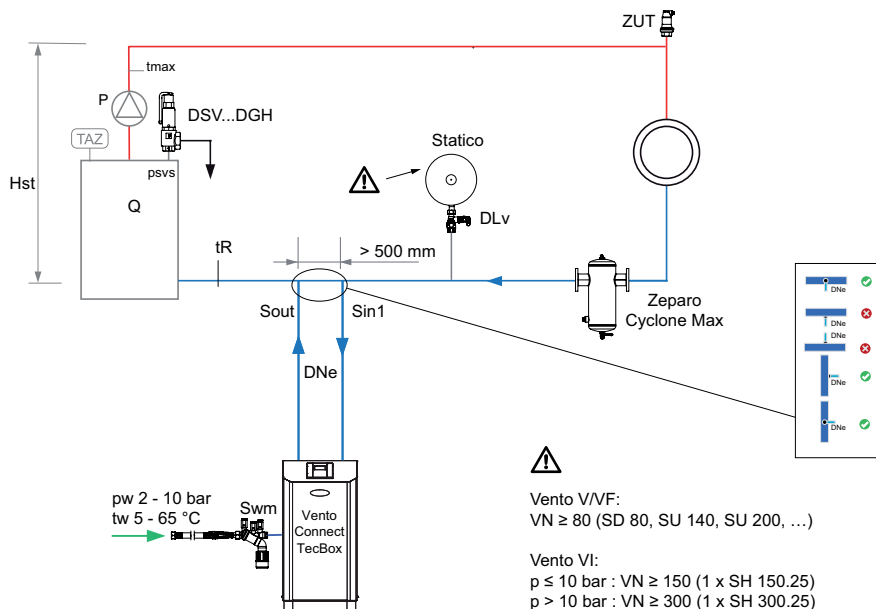 ZUT
tmax
P
DSV...DGH
TAZ
Statico
psvs
Hst
Q
DLv
tR
> 500 mm
Zeparo
Cyclone Max
Sout
Sin1
DNe
DNe
DNe
DNe
DNe
DNe
pw 2 - 10 bar
tw 5 - 65 °C
Swm
Vento
Connect
TecBox
Vento V/VF:
VN ≥ 80 (SD 80, SU 140, SU 200, …)
Vento VI:
p ≤ 10 bar : VN ≥ 150 (1 x SH 150.25)
p > 10 bar : VN ≥ 300 (1 x SH 300.25)